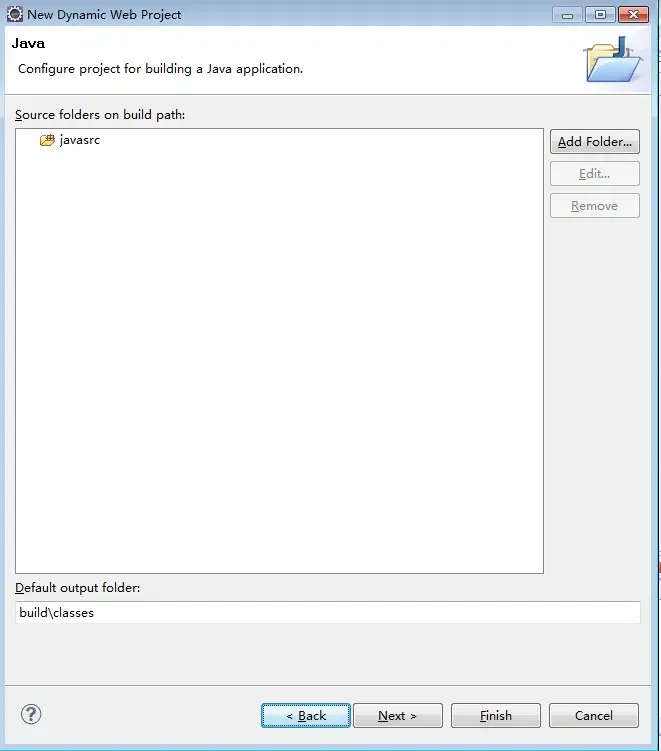 New Dynamic Web Project
Java
Configure project for building a Java application.
Source folders on build path:
javasrc
Add Folder...
Edit...
Remove
Default output folder:
build\classes
?
< Back
Next >
Finish
Cancel